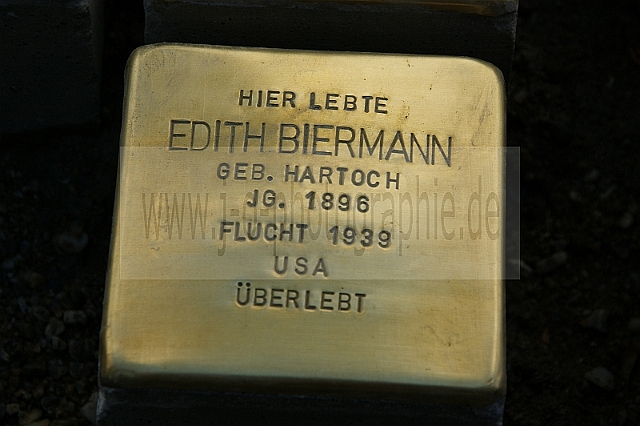 HIER LEBTE
EDITH BIERMANN
GEB. HARTOCH
JG. 1896
FLUCHT 1939
USA
ÜBERLEBT